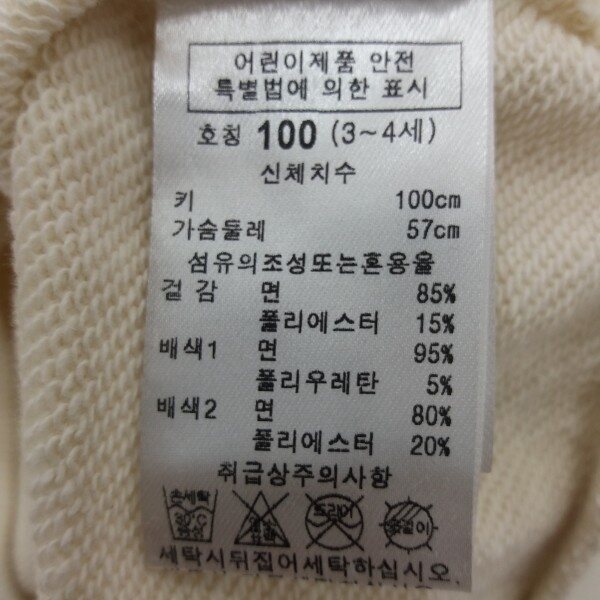 어린이제품 안전
특별법에 의한 표시
호칭 100 (3~4세)
신체치수
키 100cm
가슴둘레 57cm
섬유의조성또는혼용율
겉 감 면 85%
폴리에스터 15%
배색1 면 95%
폴리우레탄 5%
배색2 면 80%
폴리에스터 20%
취급상주의사항
손세탁 드라이
30℃
세탁시뒤집어세탁하십시오